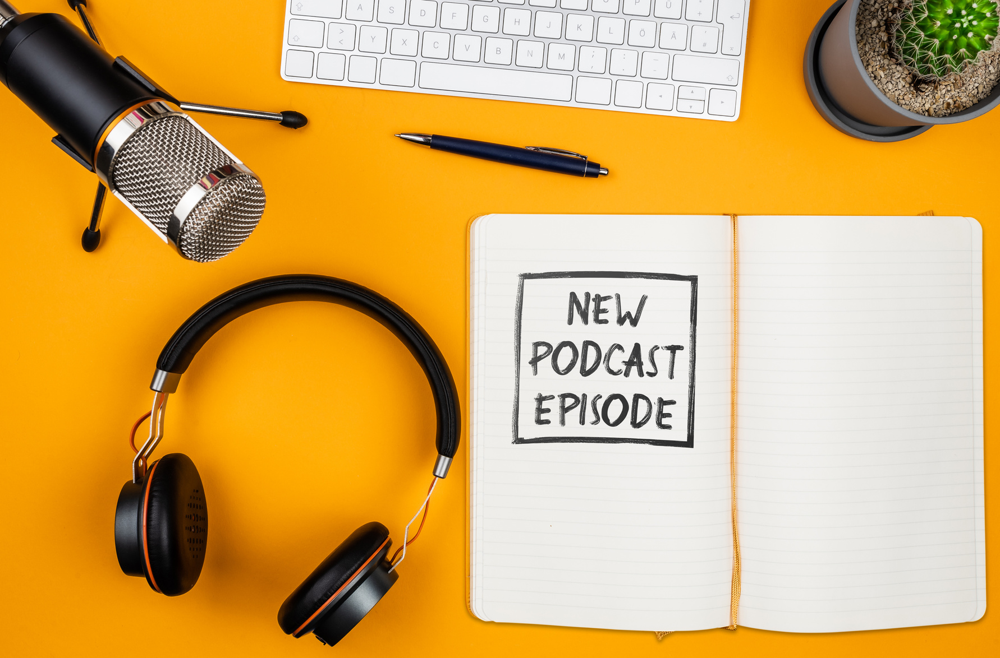 P Ü + *
A S D F G H J K L Ö Ä ' #
> < Y X C V B N M ; , : . _ -
NEW
PODCAST
EPISODE